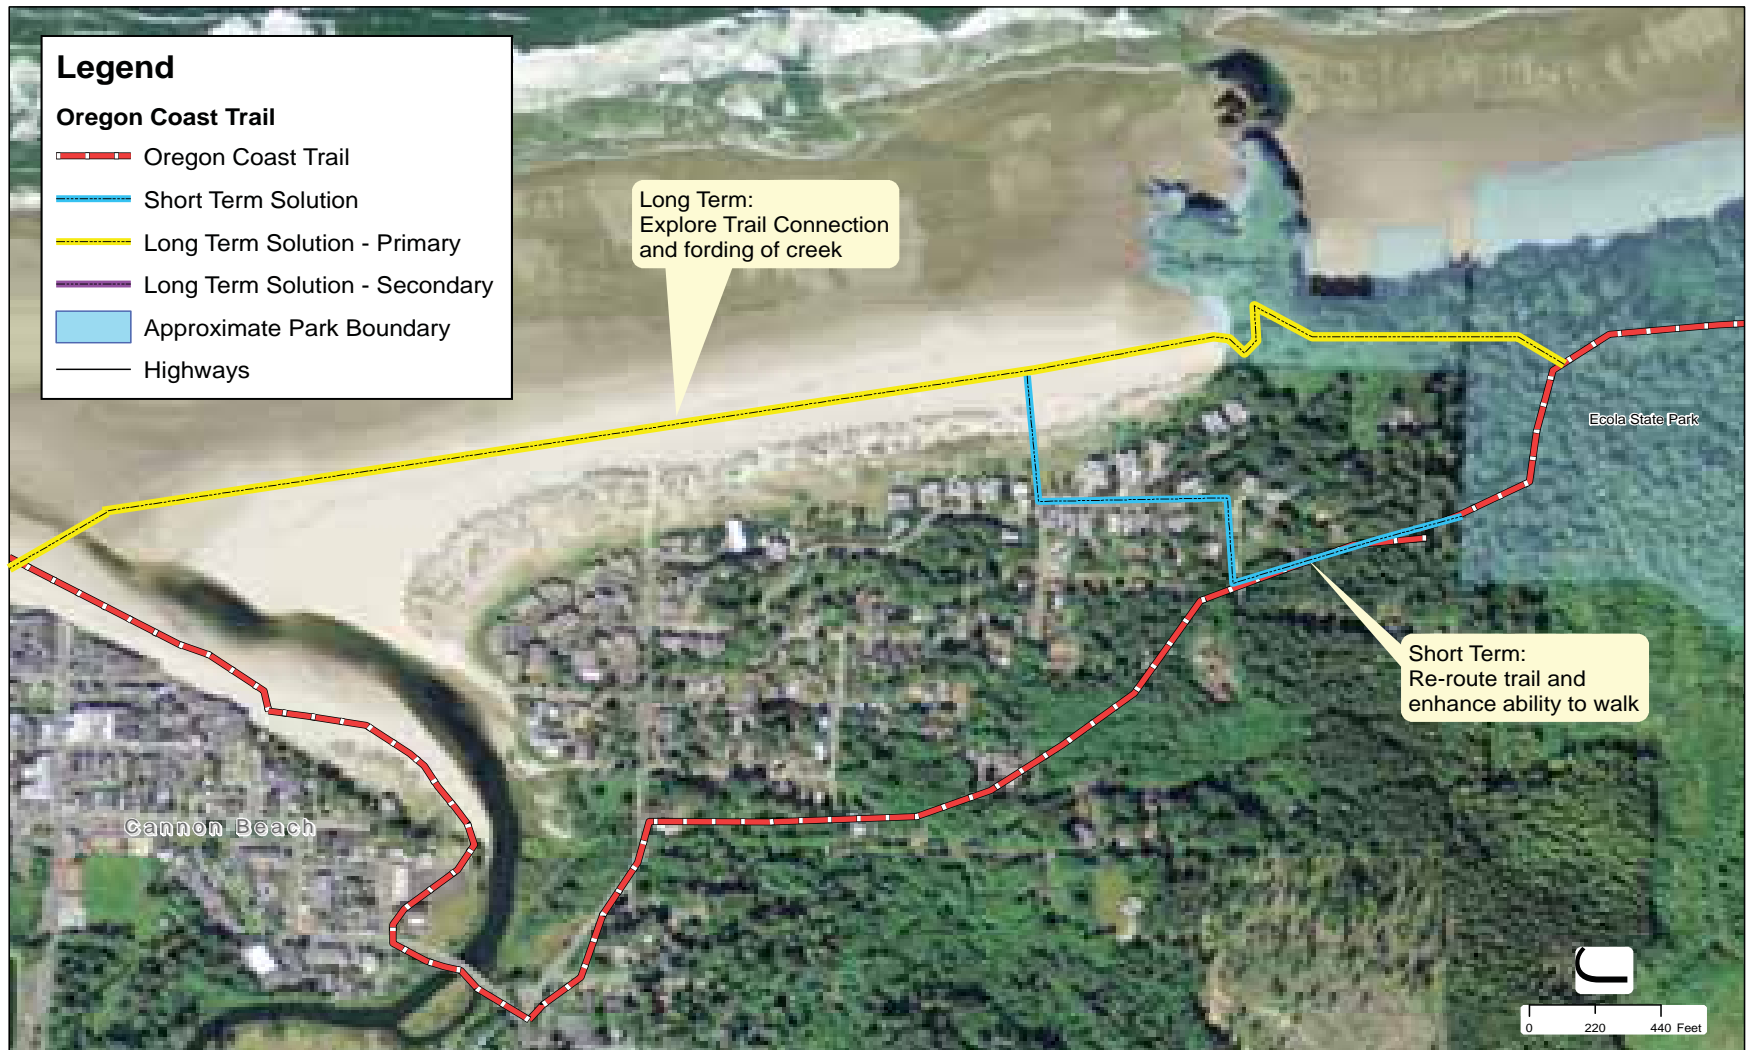 Legend
Oregon Coast Trail
Oregon Coast Trail
Short Term Solution
Long Term Solution - Primary
Long Term Solution - Secondary
Approximate Park Boundary
Highways
Long Term:
Explore Trail Connection
and fording of creek
Ecola State Park
Short Term:
Re-route trail and
enhance ability to walk
Cannon Beach
0 220 440 Feet